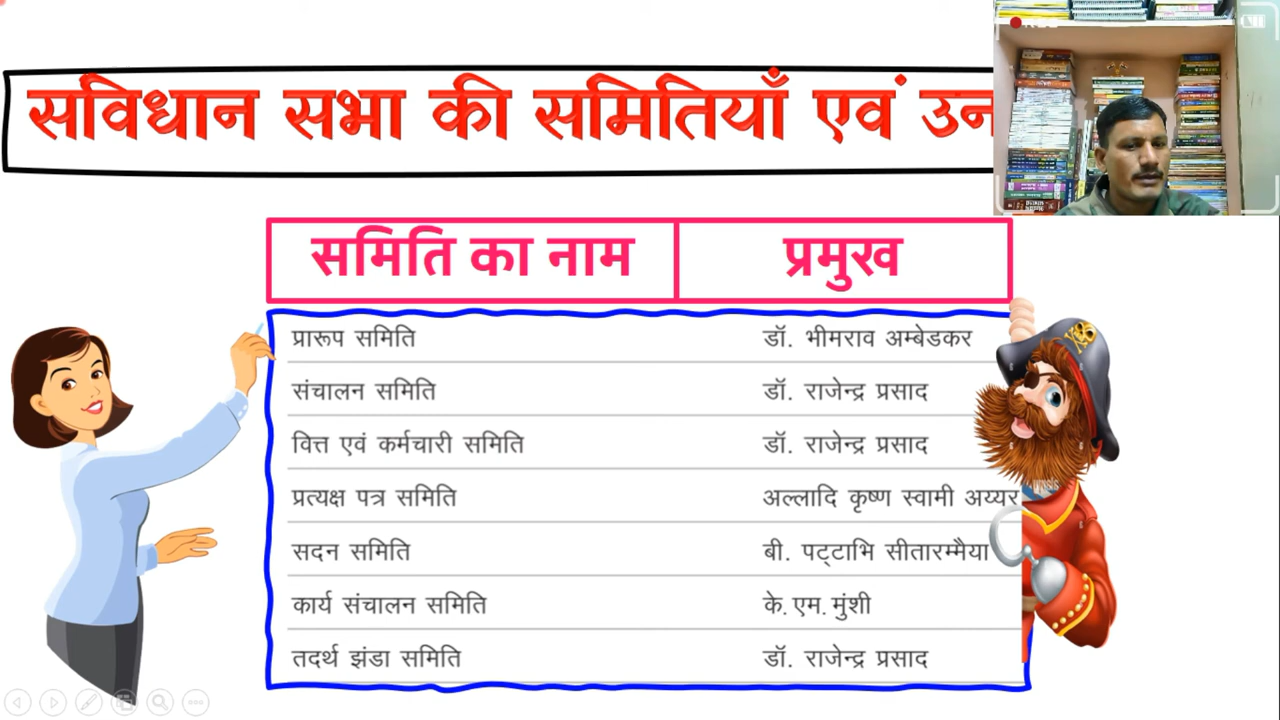 सविधान सभा की समितियाँ एवं उन
समिति का नाम प्रमुख
प्रारूप समिति डॉ. भीमराव अम्बेडकर
संचालन समिति डॉ. राजेन्द्र प्रसाद
वित्त एवं कर्मचारी समिति डॉ. राजेन्द्र प्रसाद
प्रत्यक्ष पत्र समिति अल्लादि कृष्ण स्वामी अय्यर
सदन समिति बी. पट्टाभि सीतारम्मैया
कार्य संचालन समिति के. एम. मुंशी
तदर्थ झंडा समिति डॉ. राजेन्द्र प्रसाद